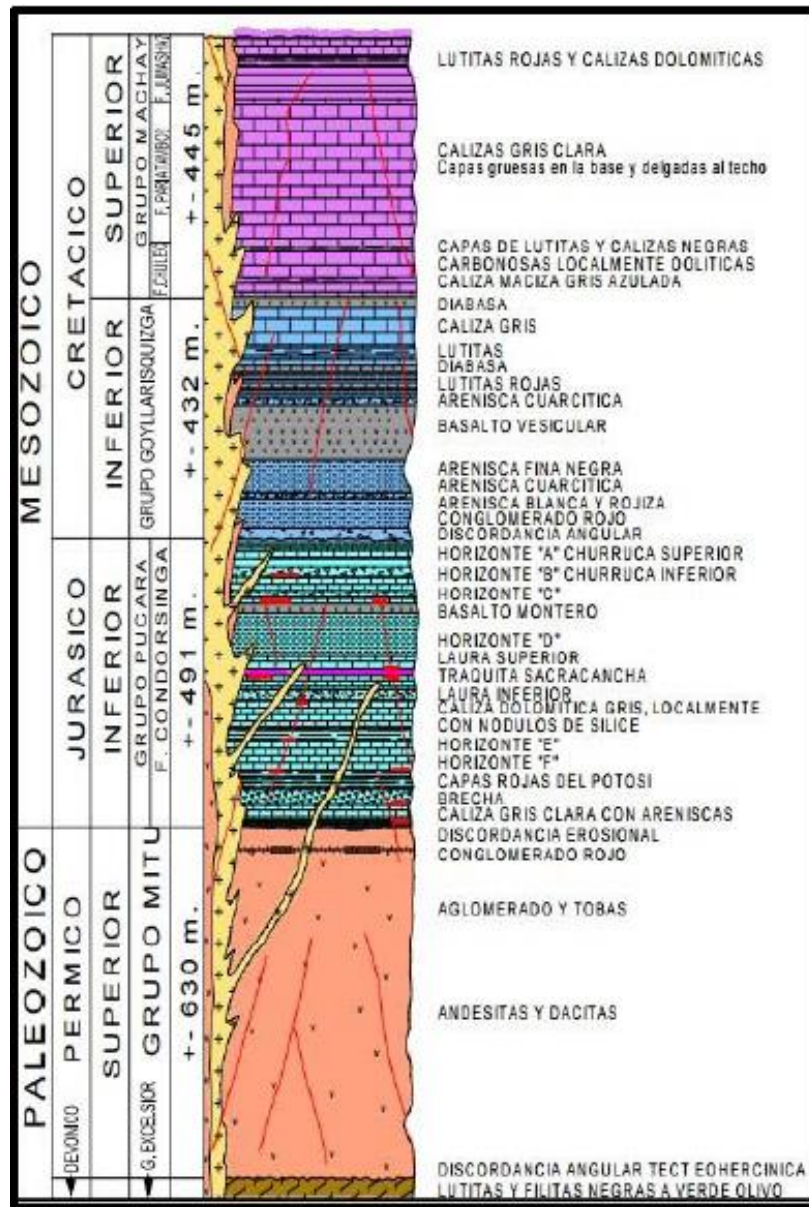 MESOZOICO
PALEOZOICO
CRETACICO
JURASICO
PERMICO
DEVONICO
SUPERIOR
INFERIOR
INFERIOR
SUPERIOR
GRUPO MACHAY
GRUPO GOYLLARISQUIZGA
GRUPO PUCARA
F. CONDORSINGA
GRUPO MITU
G. EXCELSIOR
F. JUMASHA
F. CHULEC
+-445 m.
+-432 m.
+-491 m.
+-630 m.
LUTITAS ROJAS Y CALIZAS DOLOMITICAS
CALIZAS GRIS CLARA
Capas gruesas en la base y delgadas al techo
CAPAS DE LUTITAS Y CALIZAS NEGRAS
CARBONOSAS LOCALMENTE OOLITICAS
CALIZA MACIZA GRIS AZULADA
DIABASA
CALIZA GRIS
LUTITAS
DIABASA
LUTITAS ROJAS
ARENISCA CUARCITICA
BASALTO VESICULAR
ARENISCA FINA NEGRA
ARENISCA CUARCITICA
ARENISCA BLANCA Y ROJIZA
CONGLOMERADO ROJO
DISCORDANCIA ANGULAR
HORIZONTE "A" CHURRUCA SUPERIOR
HORIZONTE "B" CHURRUCA INFERIOR
HORIZONTE "C"
BASALTO MONTERO
HORIZONTE "D"
LAURA SUPERIOR
TRAQUITA SACRACANCHA
LAURA INFERIOR
CALIZA DOLOMITICA GRIS, LOCALMENTE
CON NODULOS DE SILICE
HORIZONTE "E"
HORIZONTE "F"
CAPAS ROJAS DEL POTOSI
BRECHA
CALIZA GRIS CLARA CON ARENISCAS
DISCORDANCIA EROSIONAL
CONGLOMERADO ROJO
AGLOMERADO Y TOBAS
ANDESITAS Y DACITAS
DISCORDANCIA ANGULAR TECT EOHERCINICA
LUTITAS Y FILITAS NEGRAS A VERDE OLIVO